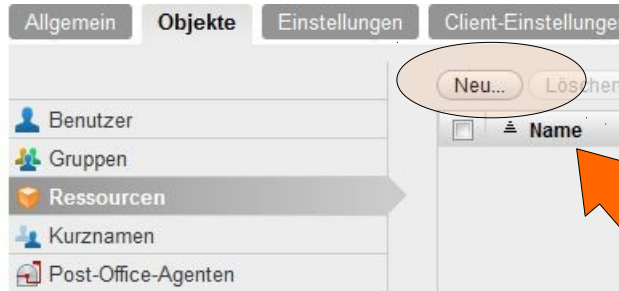 Allgemein Objekte Einstellungen Client-Einstellunge
Neu... Löschen
Benutzer
Name
Gruppen
Ressourcen
Kurznamen
Post-Office-Agenten